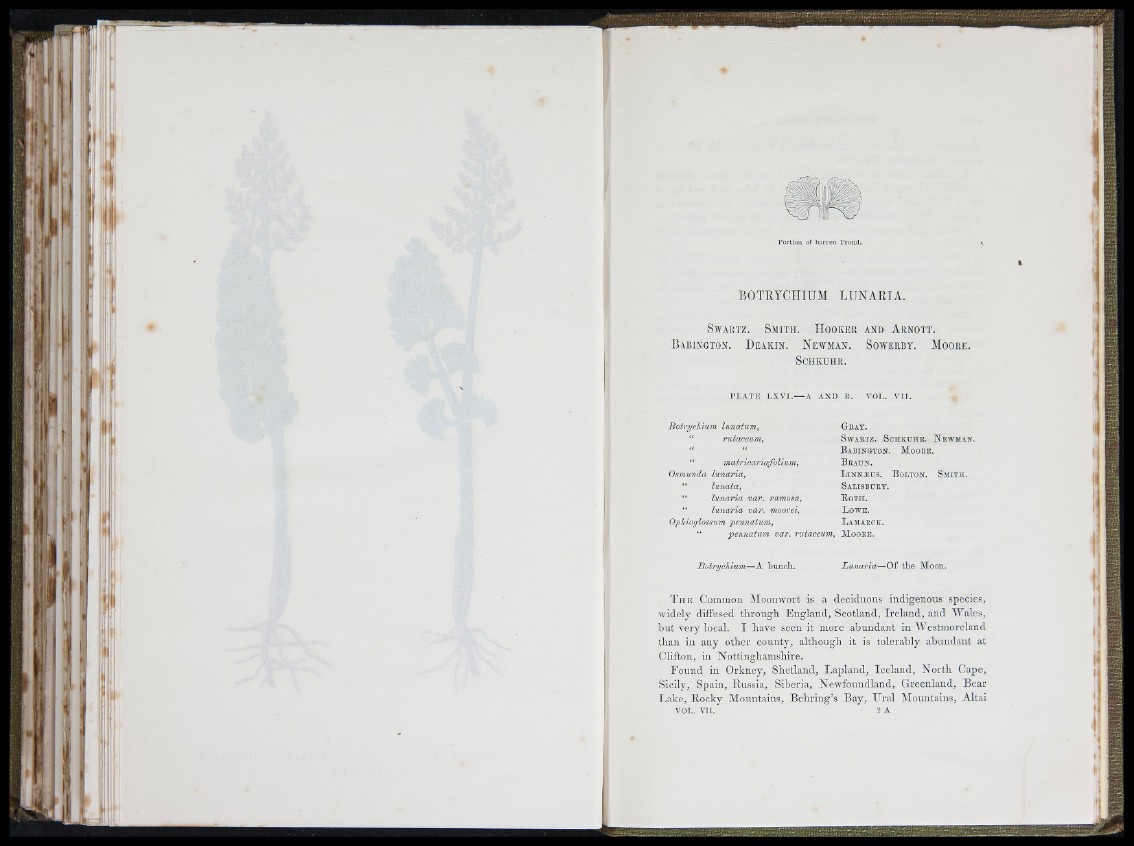 Portion of barren Frond.
BOTRYCHIUM LUNARIA.
SWARTZ. SMITH. HOOKER AND ARNOTT.
BABINGTON. DEAKIN. NEWMAN. SOWERBY. MOORE.
SCHKUHR.
PLATE LXVI.—A AND B. VOL. VII.
Botrychium lunatum, GRAY.
“ rutaceum, SWARTZ. SCHKUHR. NEWMAN.
“ “ BABINGTON. MOORE.
“ matricariæfolium, BRAUN.
Osmunda lunaria, LINNÆUS. BOLTON. SMITH.
“ lunata, SALISBURY.
“ lunaria var. ramosa, ROTH.
“ lunaria var. moorei, LOWE.
Ophioglossum pennatum, LAMARCK.
“ pennatum var. rutaceum, MOORE.
Botrychium—A bunch. Lunaria—Of the Moon.
THE Common Moonwort is a deciduous indigenous species,
widely diffused through England, Scotland, Ireland, and Wales,
but very local. I have seen it more abundant in Westmoreland
than in any other county, although it is tolerably abundant at
Clifton, in Nottinghamshire.
Found in Orkney, Shetland, Lapland, Iceland, North Cape,
Sicily, Spain, Russia, Siberia, Newfoundland, Greenland, Bear
Lake, Rocky Mountains, Behring's Bay, Ural Mountains, Altai
VOL. VII. 2 A